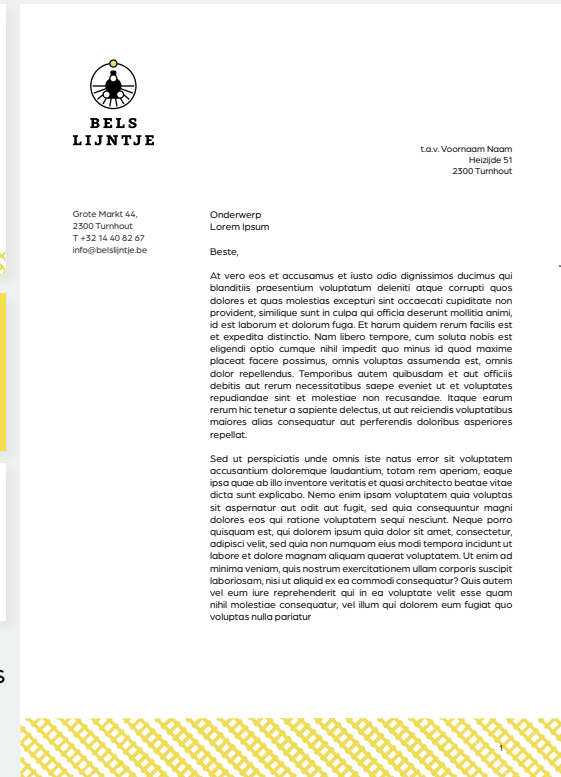 BELS
LIJNTJE
t.a.v. Voornaam Naam
Heizijde 51
2300 Turnhout
Grote Markt 44,
2300 Turnhout
T +32 14 40 82 67
info@belslijntje.be
Onderwerp
Lorem Ipsum
Beste,
At vero eos et accusamus et iusto odio dignissimos ducimus qui
blanditiis praesentium voluptatum deleniti atque corrupti quos
dolores et quas molestias excepturi sint occaecati cupiditate non
provident, similique sunt in culpa qui officia deserunt mollitia animi,
id est laborum et dolorum fuga. Et harum quidem rerum facilis est
et expedita distinctio. Nam libero tempore, cum soluta nobis est
eligendi optio cumque nihil impedit quo minus id quod maxime
placeat facere possimus, omnis voluptas assumenda est, omnis
dolor repellendus. Temporibus autem quibusdam et aut officiis
debitis aut rerum necessitatibus saepe eveniet ut et voluptates
repudiandae sint et molestiae non recusandae. Itaque earum
rerum hic tenetur a sapiente delectus, ut aut reiciendis voluptatibus
maiores alias consequatur aut perferendis doloribus asperiores
repellat.
Sed ut perspiciatis unde omnis iste natus error sit voluptatem
accusantium doloremque laudantium, totam rem aperiam, eaque
ipsa quae ab illo inventore veritatis et quasi architecto beatae vitae
dicta sunt explicabo. Nemo enim ipsam voluptatem quia voluptas
sit aspernatur aut odit aut fugit, sed quia consequuntur magni
dolores eos qui ratione voluptatem sequi nesciunt. Neque porro
quisquam est, qui dolorem ipsum quia dolor sit amet, consectetur,
adipisci velit, sed quia non numquam eius modi tempora incidunt ut
labore et dolore magnam aliquam quaerat voluptatem. Ut enim ad
minima veniam, quis nostrum exercitationem ullam corporis suscipit
laboriosam, nisi ut aliquid ex ea commodi consequatur? Quis autem
vel eum iure reprehenderit qui in ea voluptate velit esse quam
nihil molestiae consequatur, vel illum qui dolorem eum fugiat quo
voluptas nulla pariatur
s
1